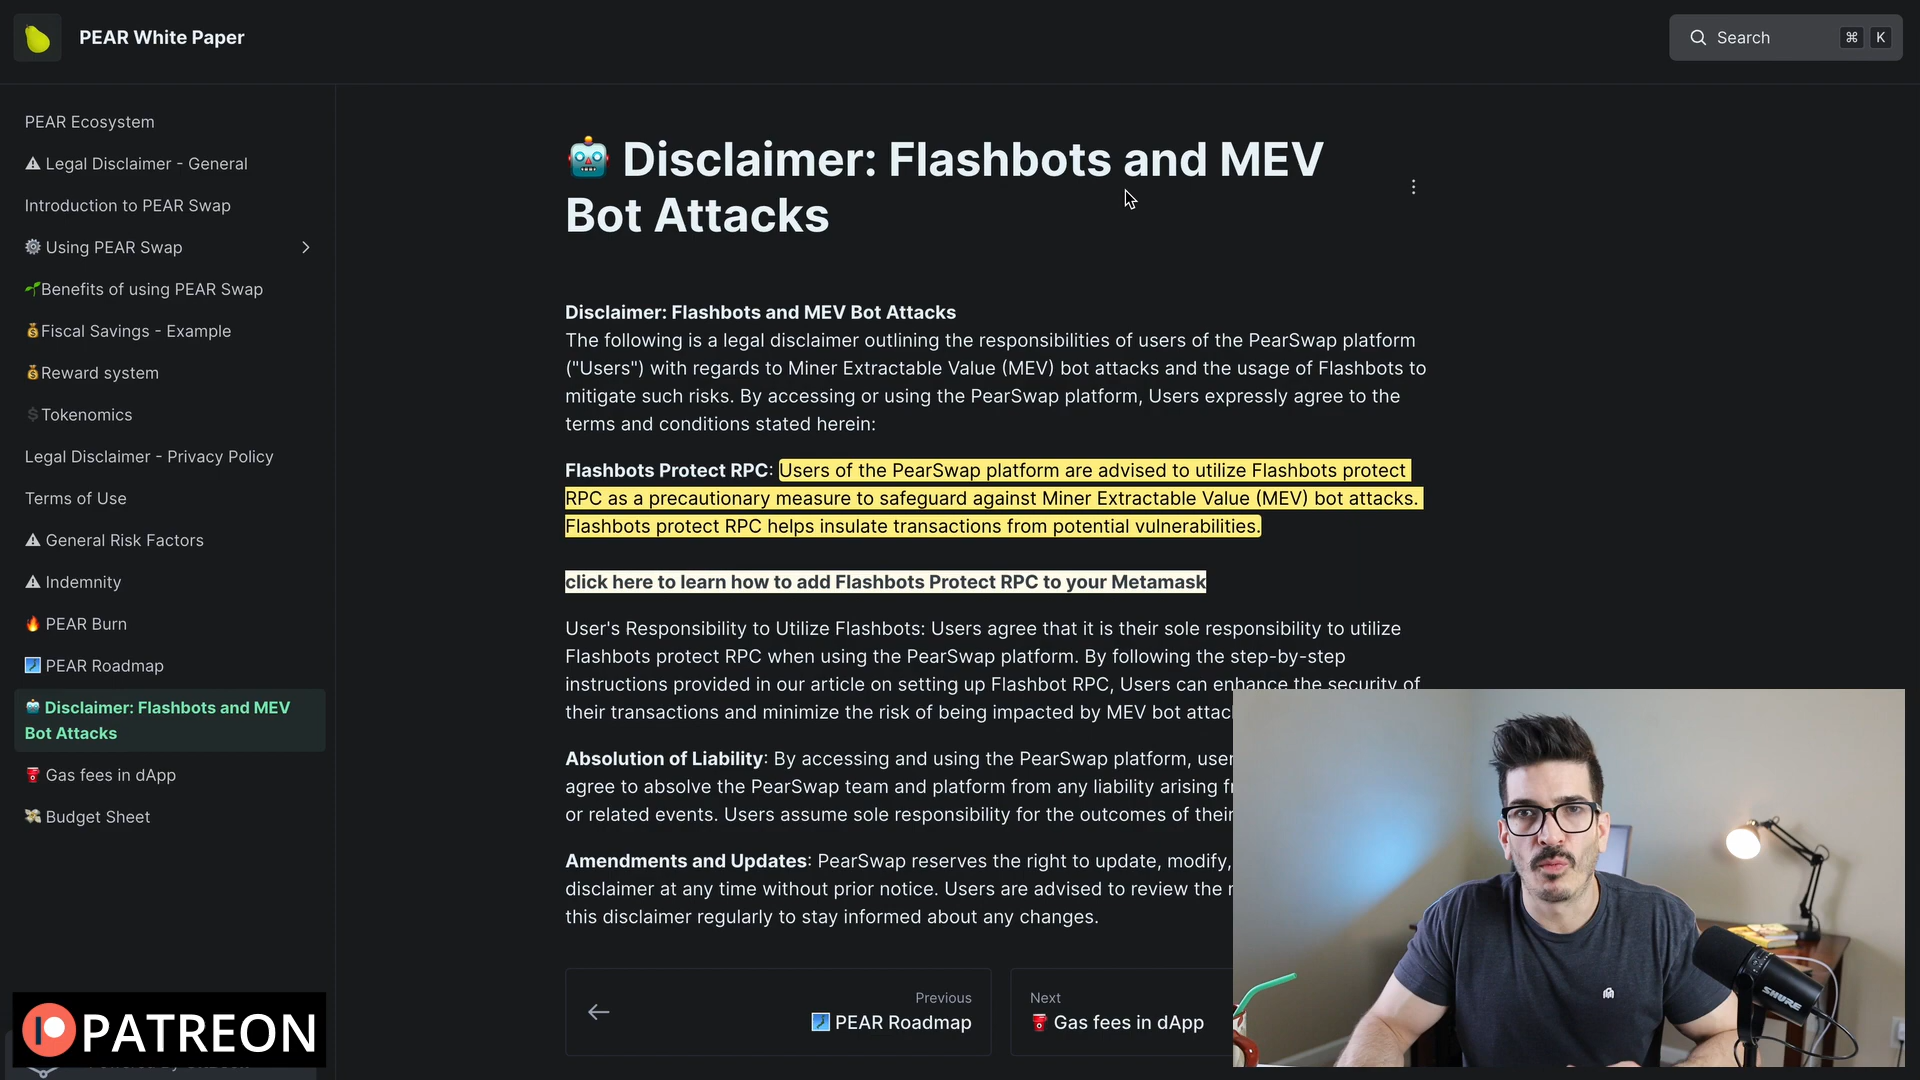 PEAR White Paper
Search
⌘ K
PEAR Ecosystem
Legal Disclaimer - General
Introduction to PEAR Swap
Using PEAR Swap
Benefits of using PEAR Swap
Fiscal Savings - Example
Reward system
Tokenomics
Legal Disclaimer - Privacy Policy
Terms of Use
General Risk Factors
Indemnity
PEAR Burn
PEAR Roadmap
Disclaimer: Flashbots and MEV
Bot Attacks
Gas fees in dApp
Budget Sheet
PATREON
Disclaimer: Flashbots and MEV
Bot Attacks
Disclaimer: Flashbots and MEV Bot Attacks
The following is a legal disclaimer outlining the responsibilities of users of the PearSwap platform
("Users") with regards to Miner Extractable Value (MEV) bot attacks and the usage of Flashbots to
mitigate such risks. By accessing or using the PearSwap platform, Users expressly agree to the
terms and conditions stated herein:
Flashbots Protect RPC: Users of the PearSwap platform are advised to utilize Flashbots protect
RPC as a precautionary measure to safeguard against Miner Extractable Value (MEV) bot attacks.
Flashbots protect RPC helps insulate transactions from potential vulnerabilities.
click here to learn how to add Flashbots Protect RPC to your Metamask
User's Responsibility to Utilize Flashbots: Users agree that it is their sole responsibility to utilize
Flashbots protect RPC when using the PearSwap platform. By following the step-by-step
instructions provided in our article on setting up Flashbot RPC, Users can enhance the security of
their transactions and minimize the risk of being impacted by MEV bot
Absolution of Liability: By accessing and using the PearSwap platform,
agree to absolve the PearSwap team and platform from any liability arising
or related events. Users assume sole responsibility for the outcomes of their
Amendments and Updates: PearSwap reserves the right to update, modify,
disclaimer at any time without prior notice. Users are advised to review the
this disclaimer regularly to stay informed about any changes.
Previous
PEAR Roadmap
Next
Gas fees in dApp
SHURE